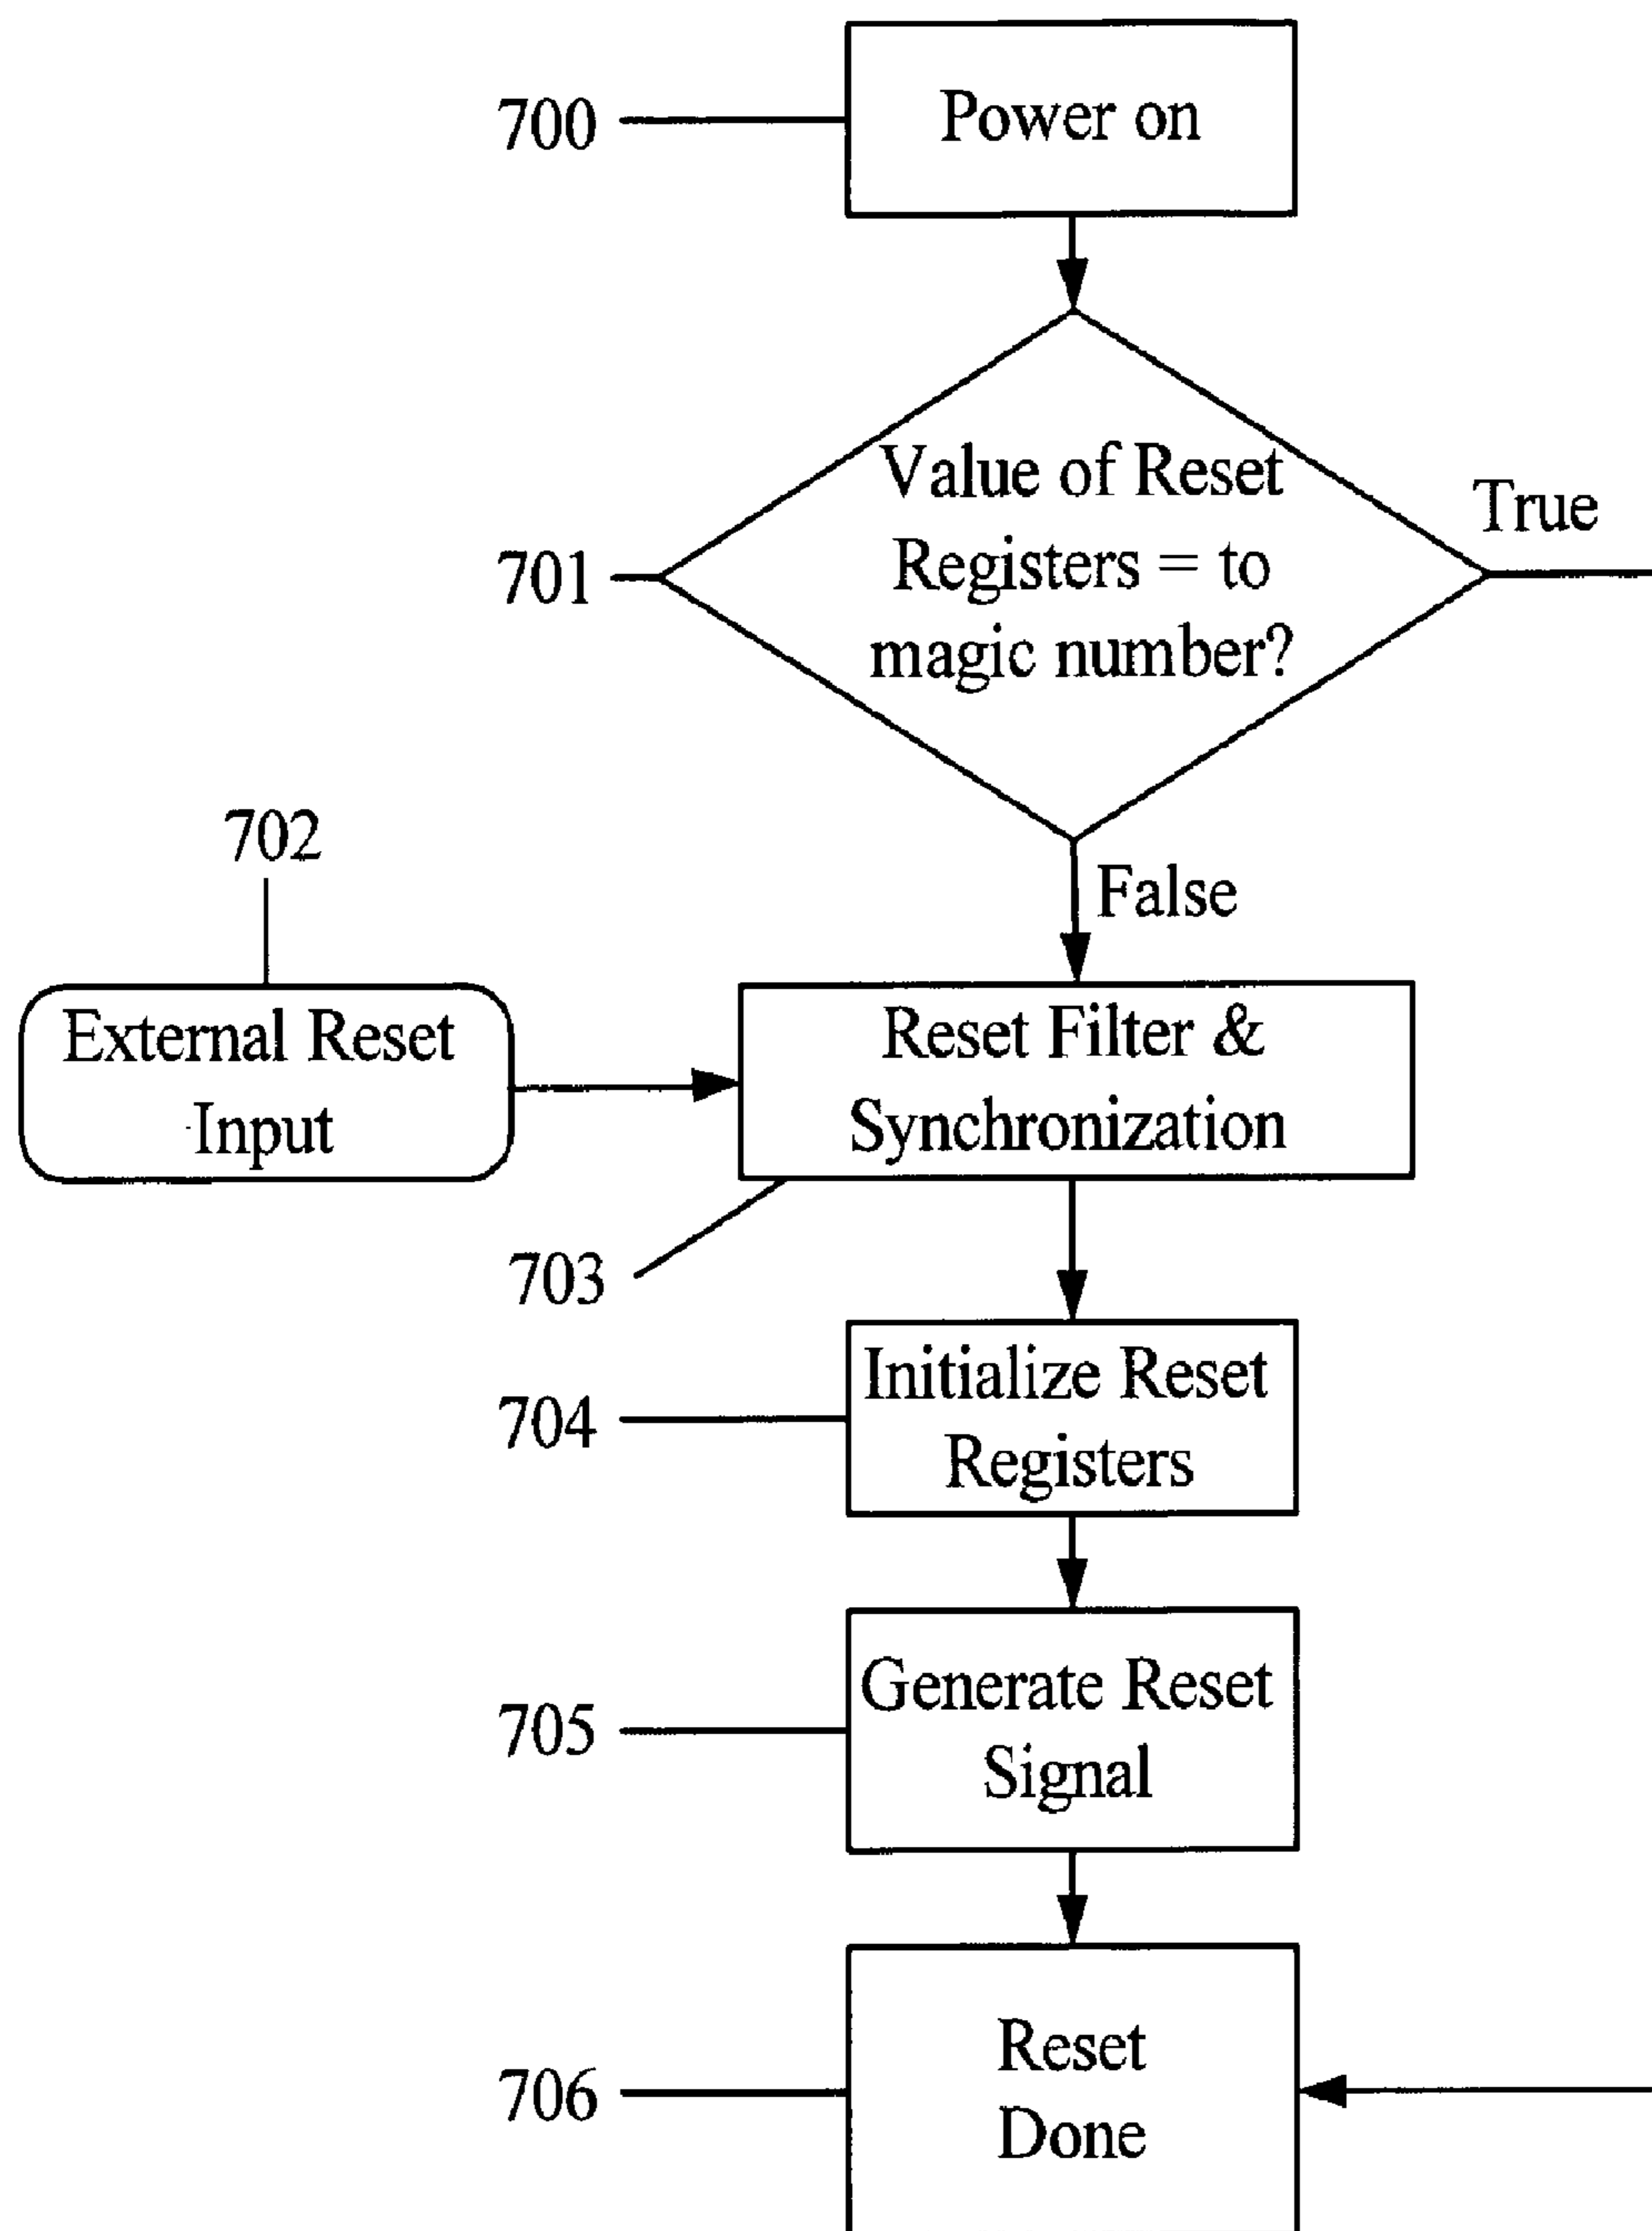 700
Power on
701
Value of Reset
Registers = to
magic number?
True
False
702
External Reset
Input
Reset Filter &
Synchronization
703
704
Initialize Reset
Registers
705
Generate Reset
Signal
706
Reset
Done